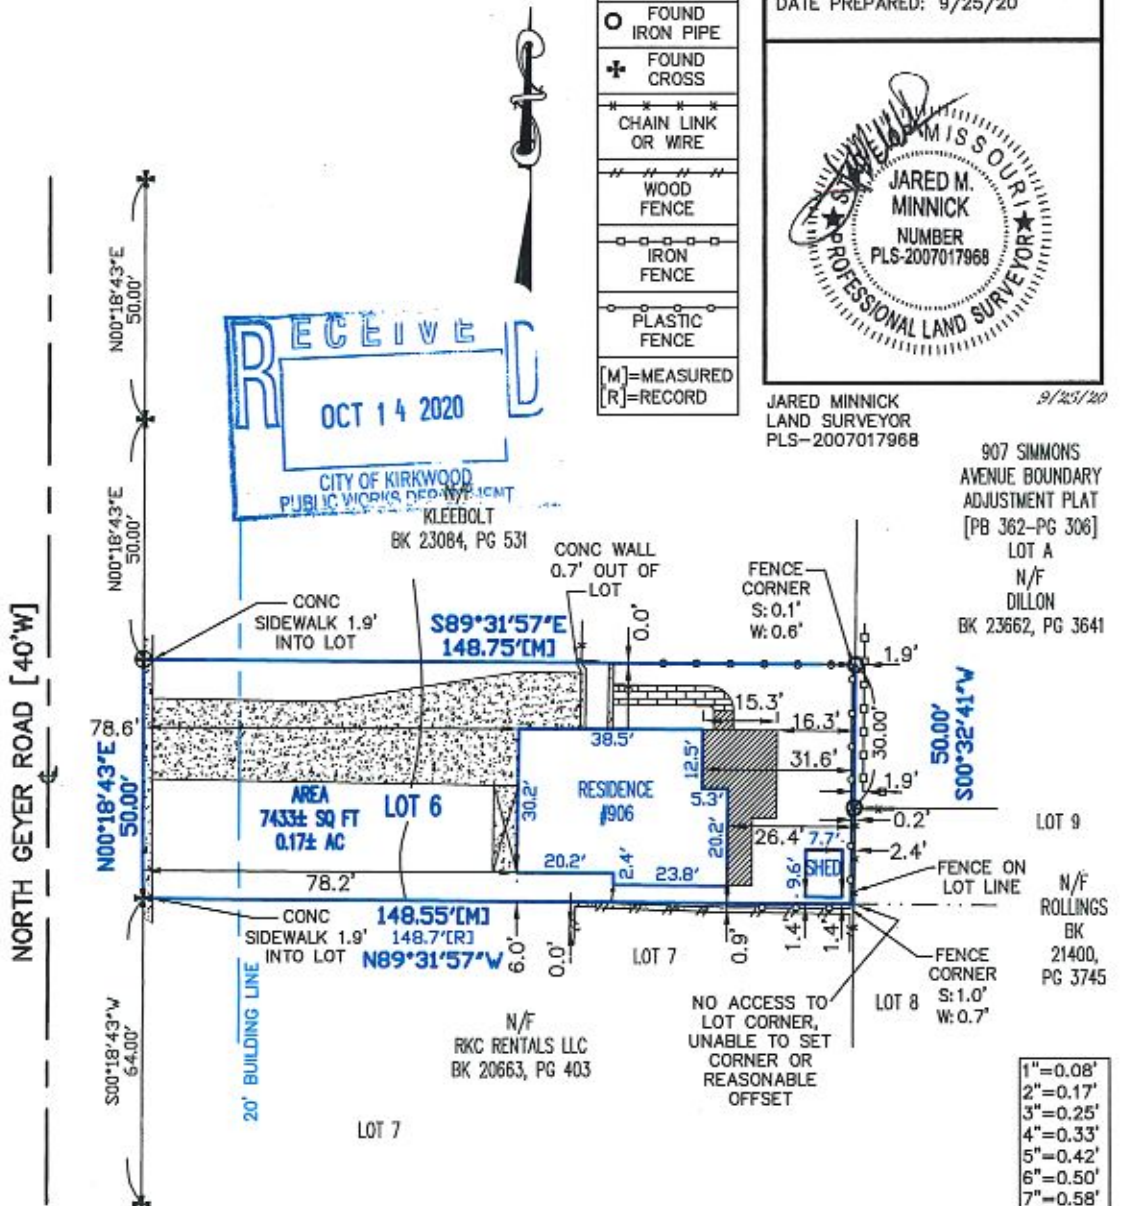 FOUND
IRON PIPE
FOUND
CROSS
CHAIN LINK
OR WIRE
WOOD
FENCE
IRON
FENCE
PLASTIC
FENCE
[M]=MEASURED
[R]=RECORD
DATE PREPARED: 9/25/20
MISSOURI
JARED M.
MINNICK
NUMBER
PLS-2007017968
PROFESSIONAL LAND SURVEYOR
9/25/20
JARED MINNICK
LAND SURVEYOR
PLS-2007017968
RECEIVED
OCT 14 2020
CITY OF KIRKWOOD
PUBLIC WORKS DEPARTMENT
N/F
KLEEBOLT
BK 23084, PG 531
907 SIMMONS
AVENUE BOUNDARY
ADJUSTMENT PLAT
[PB 362-PG 306]
LOT A
N/F
DILLON
BK 23662, PG 3641
NORTH GEYER ROAD [40'W]
N00°18'43"E
50.00'
N00°18'43"E
50.00'
N00°18'43"E
50.00'
S00°18'43"W
64.00'
CONC
SIDEWALK 1.9'
INTO LOT
S89°31'57"E
148.75'[M]
CONC WALL
0.7' OUT OF
LOT
0.0'
FENCE
CORNER
S: 0.1'
W: 0.6'
1.9'
15.3'
16.3'
30.00'
50.00'
S00°32'41"W
78.6'
38.5'
12.5'
31.6'
1.9'
AREA
7433± SQ FT
0.17± AC
LOT 6
30.2'
RESIDENCE
#906
5.3'
20.2'
26.4'
7.7'
0.2'
LOT 9
2.4'
78.2'
20.2'
2.4'
23.8'
9.6'
SHED
FENCE ON
LOT LINE
N/F
ROLLINGS
BK
21400,
PG 3745
CONC
SIDEWALK 1.9'
INTO LOT
148.55'[M]
148.7'[R]
N89°31'57"W
6.0'
0.0'
LOT 7
0.9'
1.4'
1.4'
FENCE
CORNER
S: 1.0'
W: 0.7'
LOT 8
20' BUILDING LINE
N/F
RKC RENTALS LLC
BK 20663, PG 403
NO ACCESS TO
LOT CORNER,
UNABLE TO SET
CORNER OR
REASONABLE
OFFSET
LOT 7
1"=0.08'
2"=0.17'
3"=0.25'
4"=0.33'
5"=0.42'
6"=0.50'
7"=0.58'